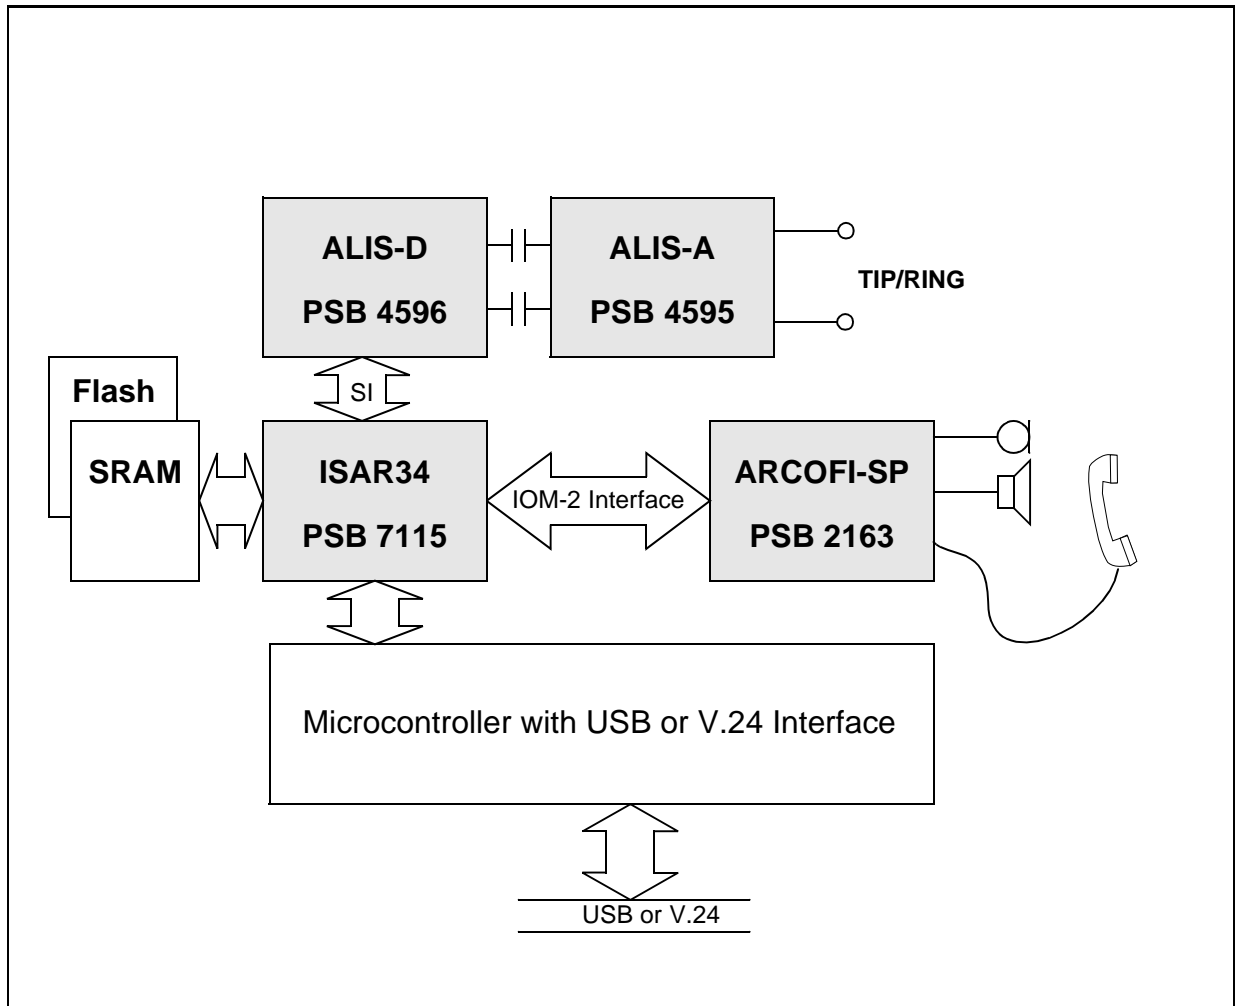 ALIS-D
PSB 4596
ALIS-A
PSB 4595
TIP/RING
SI
Flash
SRAM
ISAR34
PSB 7115
IOM-2 Interface
ARCOFI-SP
PSB 2163
Microcontroller with USB or V.24 Interface
USB or V.24